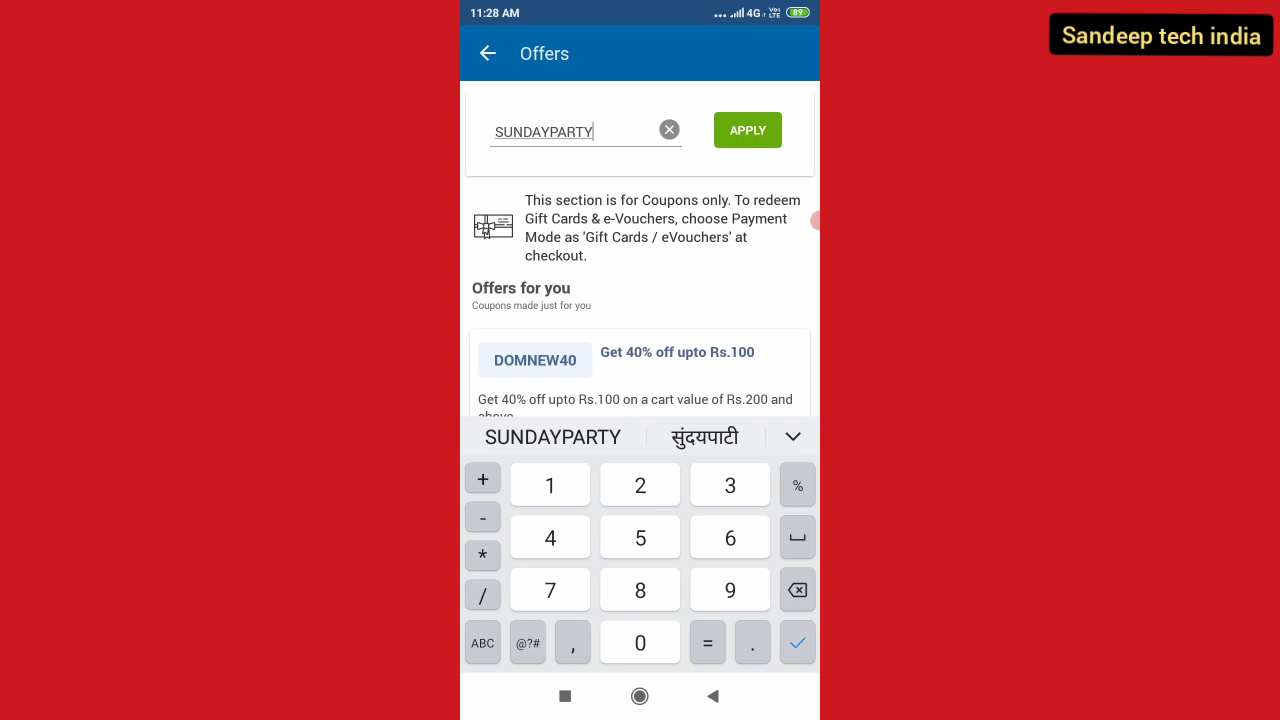 11:28 AM
4G Vo) LTE 89
Sandeep tech india
Offers
SUNDAYPARTY
APPLY
This section is for Coupons only. To redeem
Gift Cards & e-Vouchers, choose Payment
Mode as 'Gift Cards / eVouchers' at
checkout.
Offers for you
Coupons made just for you
DOMNEW40
Get 40% off upto Rs.100
Get 40% off upto Rs.100 on a cart value of Rs.200 and
above
SUNDAYPARTY सुंदयपाटी
+ 1 2 3 %
- 4 5 6
* 7 8 9
/
ABC @?# , 0 = .